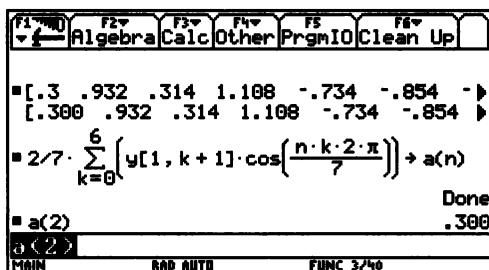 F1 F2 F3 F4 F5 F6
Algebra Calc Other PrgmIO Clean Up
[.3 .932 .314 1.108 -.734 -.854 -
[.300 .932 .314 1.108 -.734 -.854
2/7·∑(y[1, k + 1]·cos(n·k·2·π/7)) → a(n)
6
k=0
Done
a(2) .300
a(2)
MAIN RAD AUTO FUNC 3/40